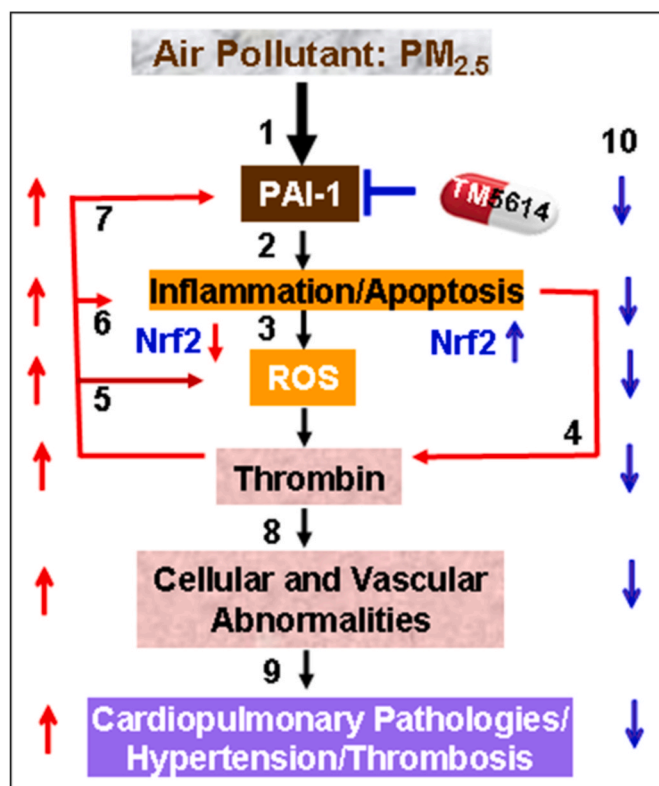 Air Pollutant: PM2.5
1
10
PAI-1
TM5614
7
2
Inflammation/Apoptosis
6
3
Nrf2
Nrf2
ROS
5
4
Thrombin
8
Cellular and Vascular
Abnormalities
9
Cardiopulmonary Pathologies/
Hypertension/Thrombosis